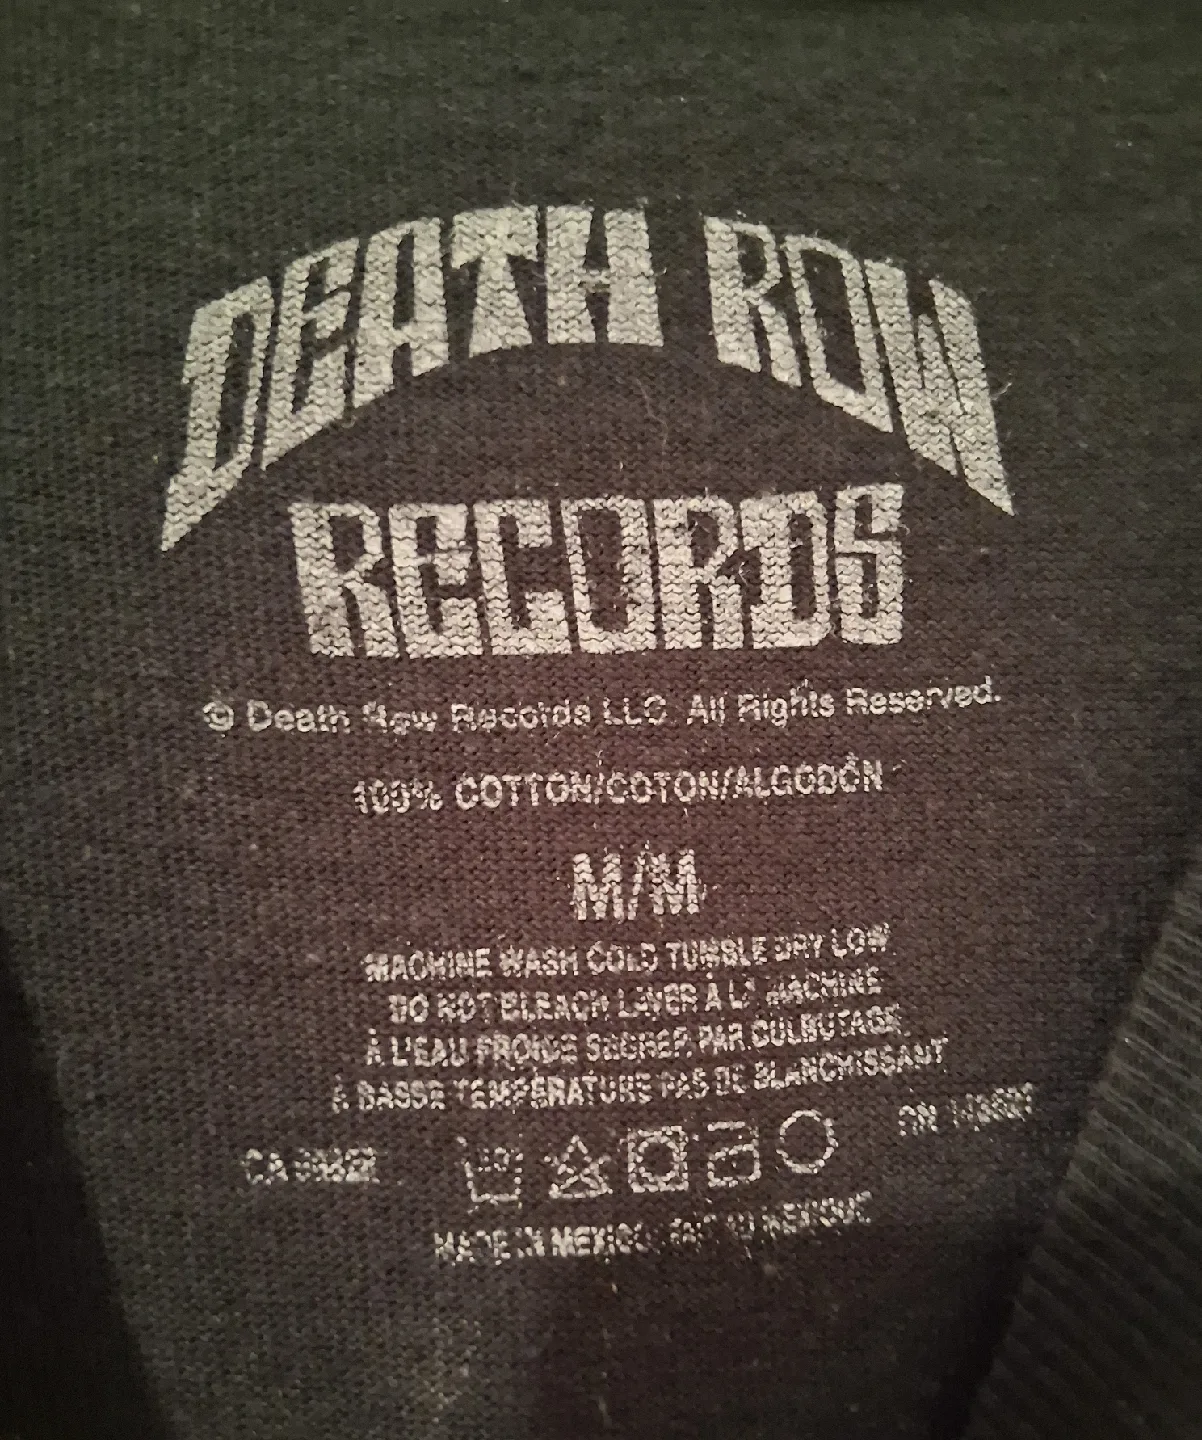 DEATH ROW
RECORDS
© Death Row Records LLC. All Rights Reserved.
100% COTTON/COTON/ALGODÓN
M/M
MACHINE WASH COLD TUMBLE DRY LOW
DO NOT BLEACH LAVER À LA MACHINE
À L'EAU FROIDE SÉCHER PAR CULBUTAGE
À BASSE TEMPÉRATURE PAS DE BLANCHISSANT
CA RN
MADE IN MEXICO